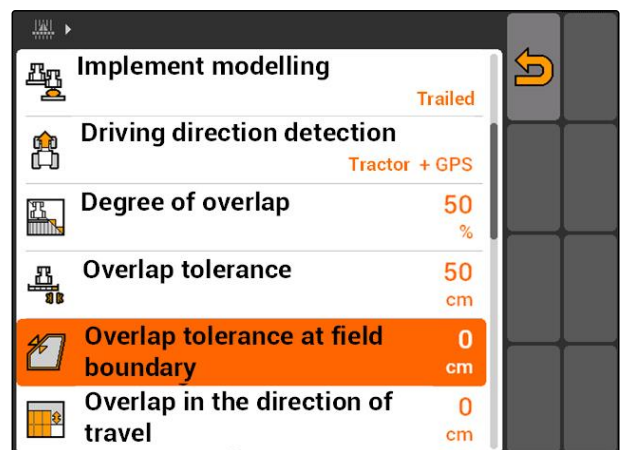 Implement modelling
Trailed
Driving direction detection
Tractor + GPS
Degree of overlap
50
%
Overlap tolerance
50
cm
Overlap tolerance at field
boundary
0
cm
Overlap in the direction of
travel
0
cm